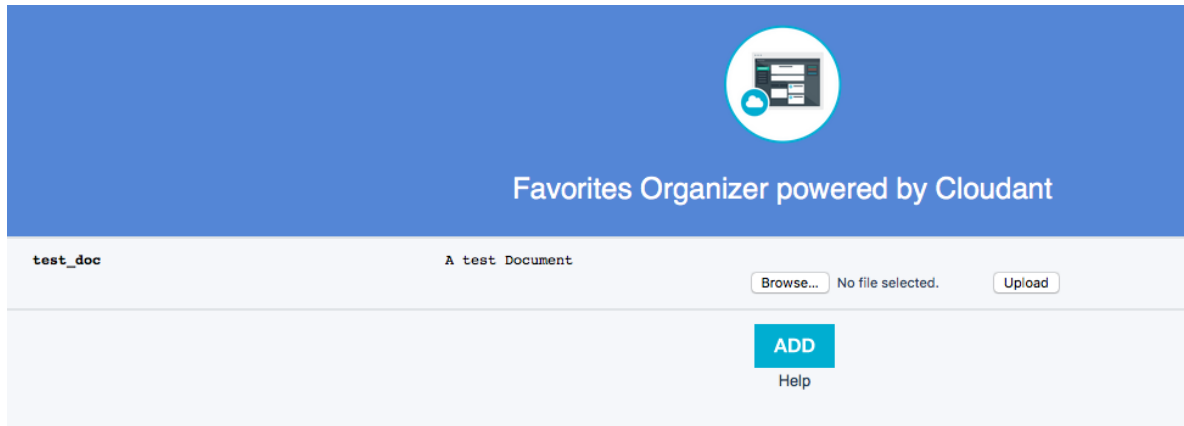 Favorites Organizer powered by Cloudant
test_doc A test Document
Browse... No file selected. Upload
ADD
Help